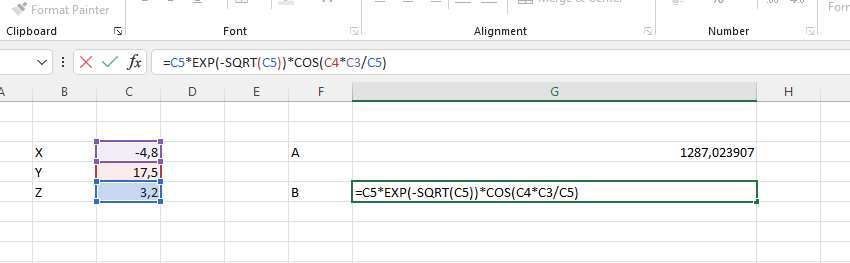 Format Painter
Merge & Center
Clipboard
Font
Alignment
Number
fx =C5*EXP(-SQRT(C5))*COS(C4*C3/C5)
A B C D E F G H
X -4,8 A 1287,023907
Y 17,5
Z 3,2 B =C5*EXP(-SQRT(C5))*COS(C4*C3/C5)